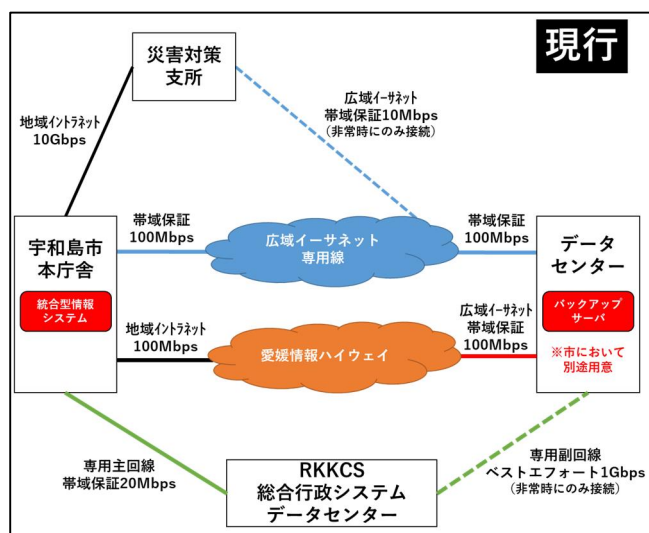 現行
災害対策
支所
地域ｲﾝﾄﾗﾈｯﾄ
10Gbps
広域ｲｰｻﾈｯﾄ
帯域保証10Mbps
(非常時にのみ接続)
宇和島市
本庁舎
統合型情報
システム
帯域保証
100Mbps
広域イーサネット
専用線
帯域保証
100Mbps
データ
センター
バックアップ
サーバ
※市において
別途用意
地域イントラネット
100Mbps
愛媛情報ハイウェイ
広域イーサネット
帯域保証
100Mbps
専用主回線
帯域保証20Mbps
RKKCS
総合行政システム
データセンター
専用副回線
ベストエフォート1Gbps
(非常時にのみ接続)